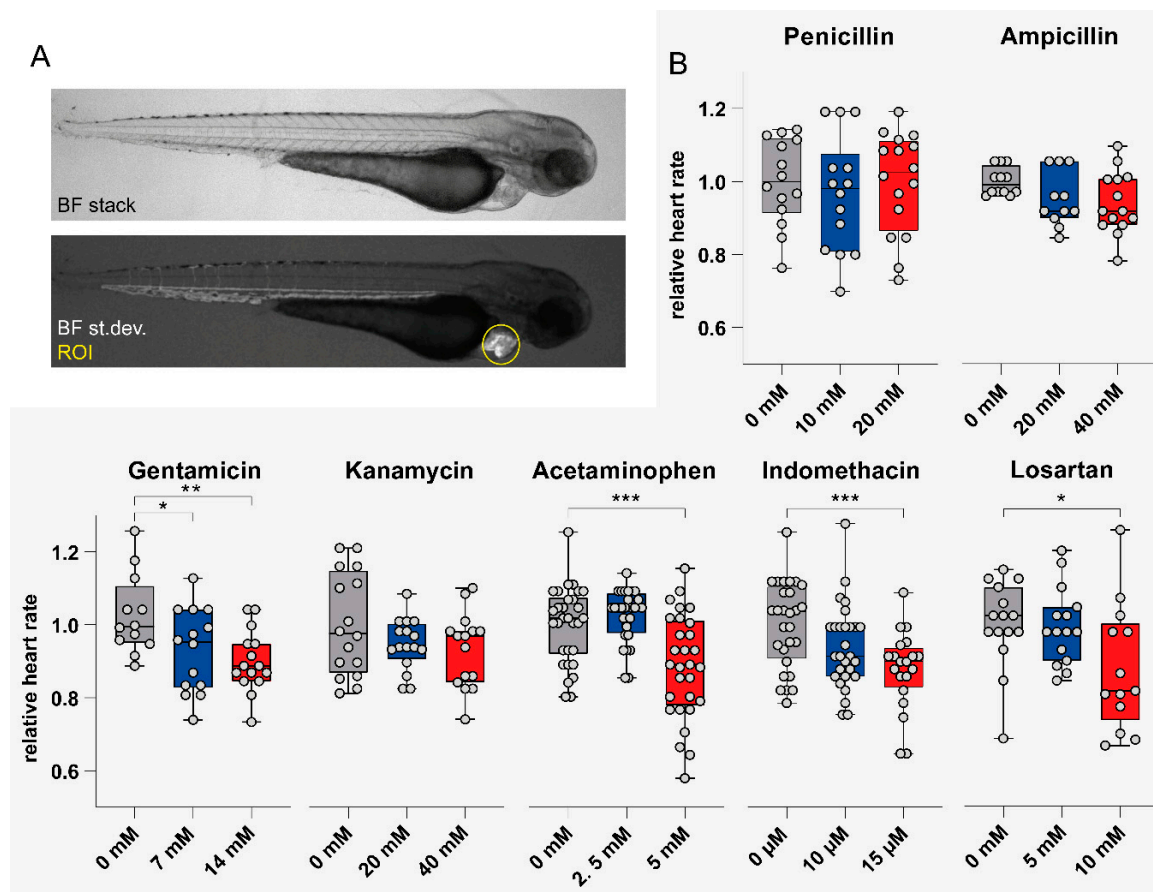 A
BF stack
BF st.dev.
ROI
B
Penicillin
Ampicillin
relative heart rate
1.2
1.0
0.8
0.6
0 mM
10 mM
20 mM
0 mM
20 mM
40 mM
Gentamicin
Kanamycin
Acetaminophen
Indomethacin
Losartan
**
*
***
***
*
relative heart rate
1.2
1.0
0.8
0.6
0 mM
7 mM
14 mM
0 mM
20 mM
40 mM
0 mM
2. 5 mM
5 mM
0 µM
10 µM
15 µM
0 mM
5 mM
10 mM